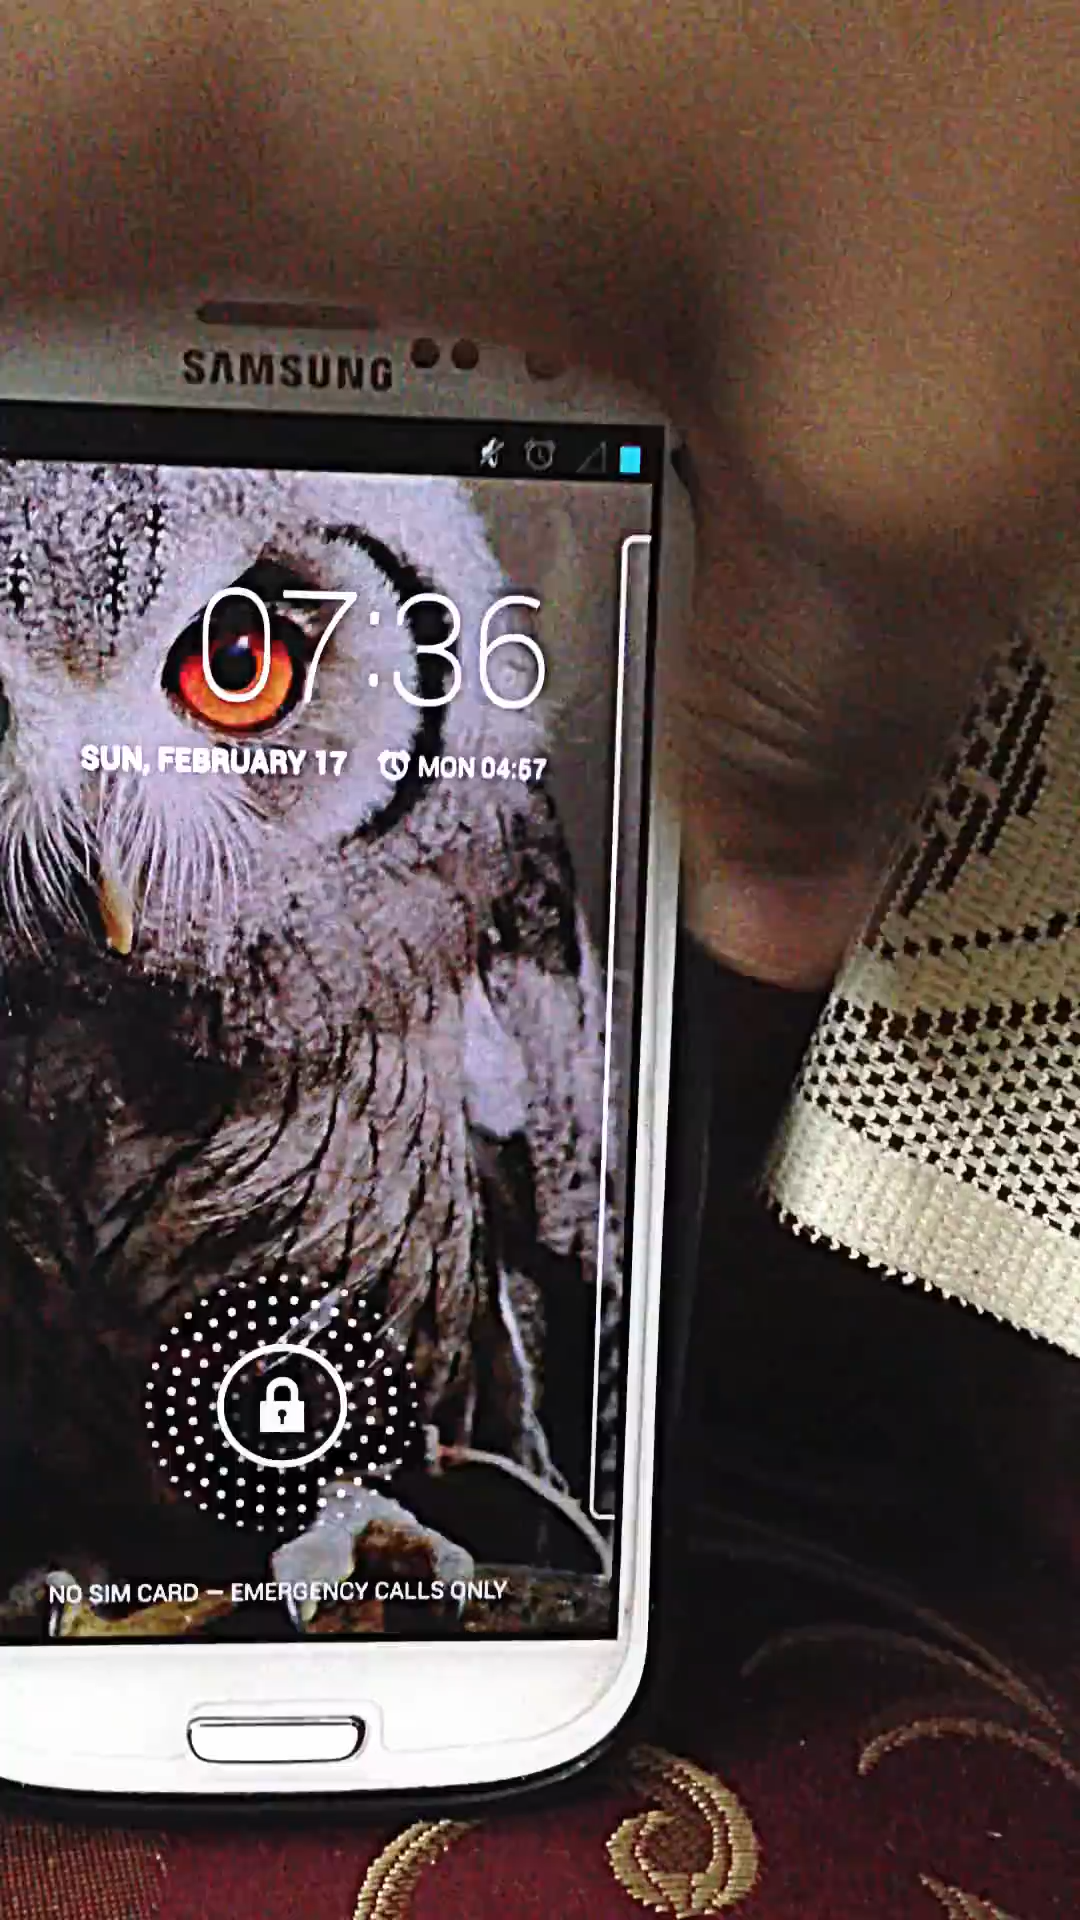 SAMSUNG
07:36
SUN, FEBRUARY 17 MON 04:57
NO SIM CARD — EMERGENCY CALLS ONLY